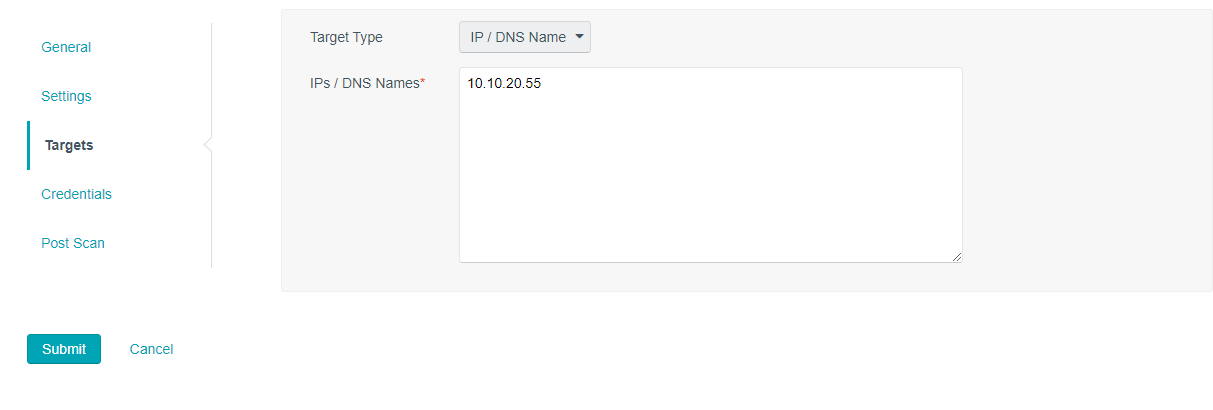 General
Settings
Targets
Credentials
Post Scan
Target Type
IP / DNS Name
IPs / DNS Names*
10.10.20.55
Submit
Cancel